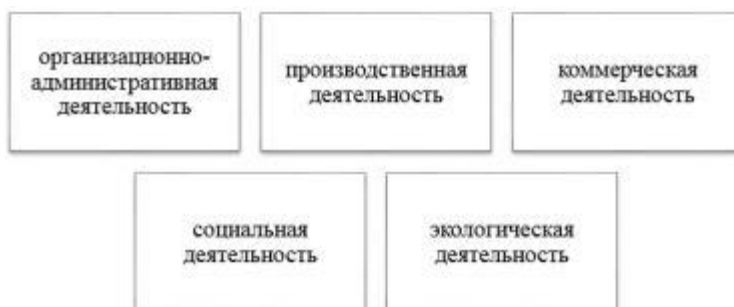 организационно-
административная
деятельность
производственная
деятельность
коммерческая
деятельность
социальная
деятельность
экологическая
деятельность